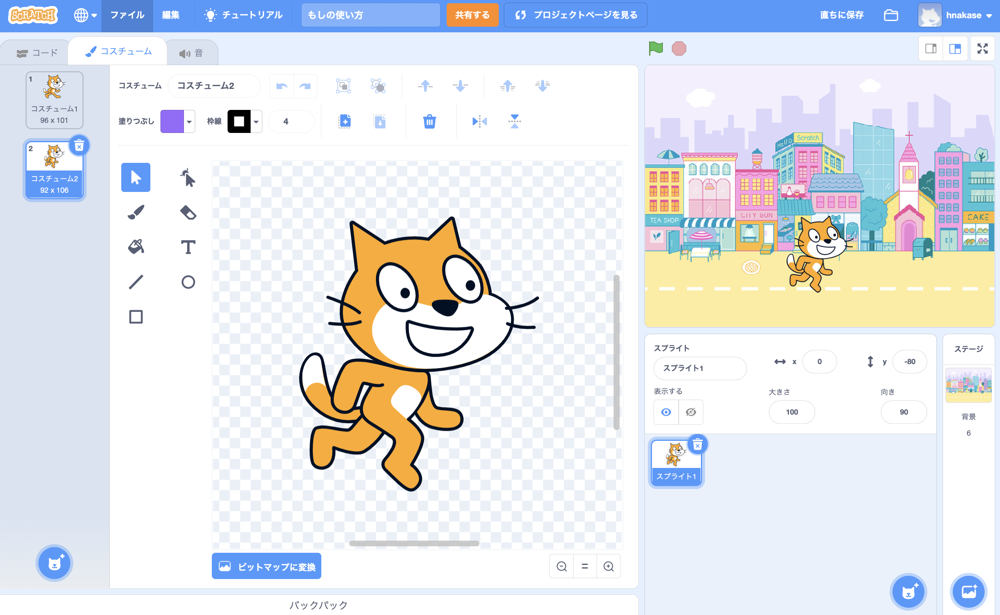 SCRATCH
ファイル
編集
チュートリアル
もしの使い方
共有する
プロジェクトページを見る
直ちに保存
hnakase
コード
コスチューム
音
1
コスチューム1
96 x 101
2
コスチューム2
92 x 106
コスチューム
コスチューム2
塗りつぶし
枠線
4
ビットマップに変換
バックパック
Hello
Scratch
TEA SHOP
CITY BUN
CAKE
スプライト
スプライト1
x
0
y
-80
表示する
大きさ
100
向き
90
スプライト1
ステージ
背景
6